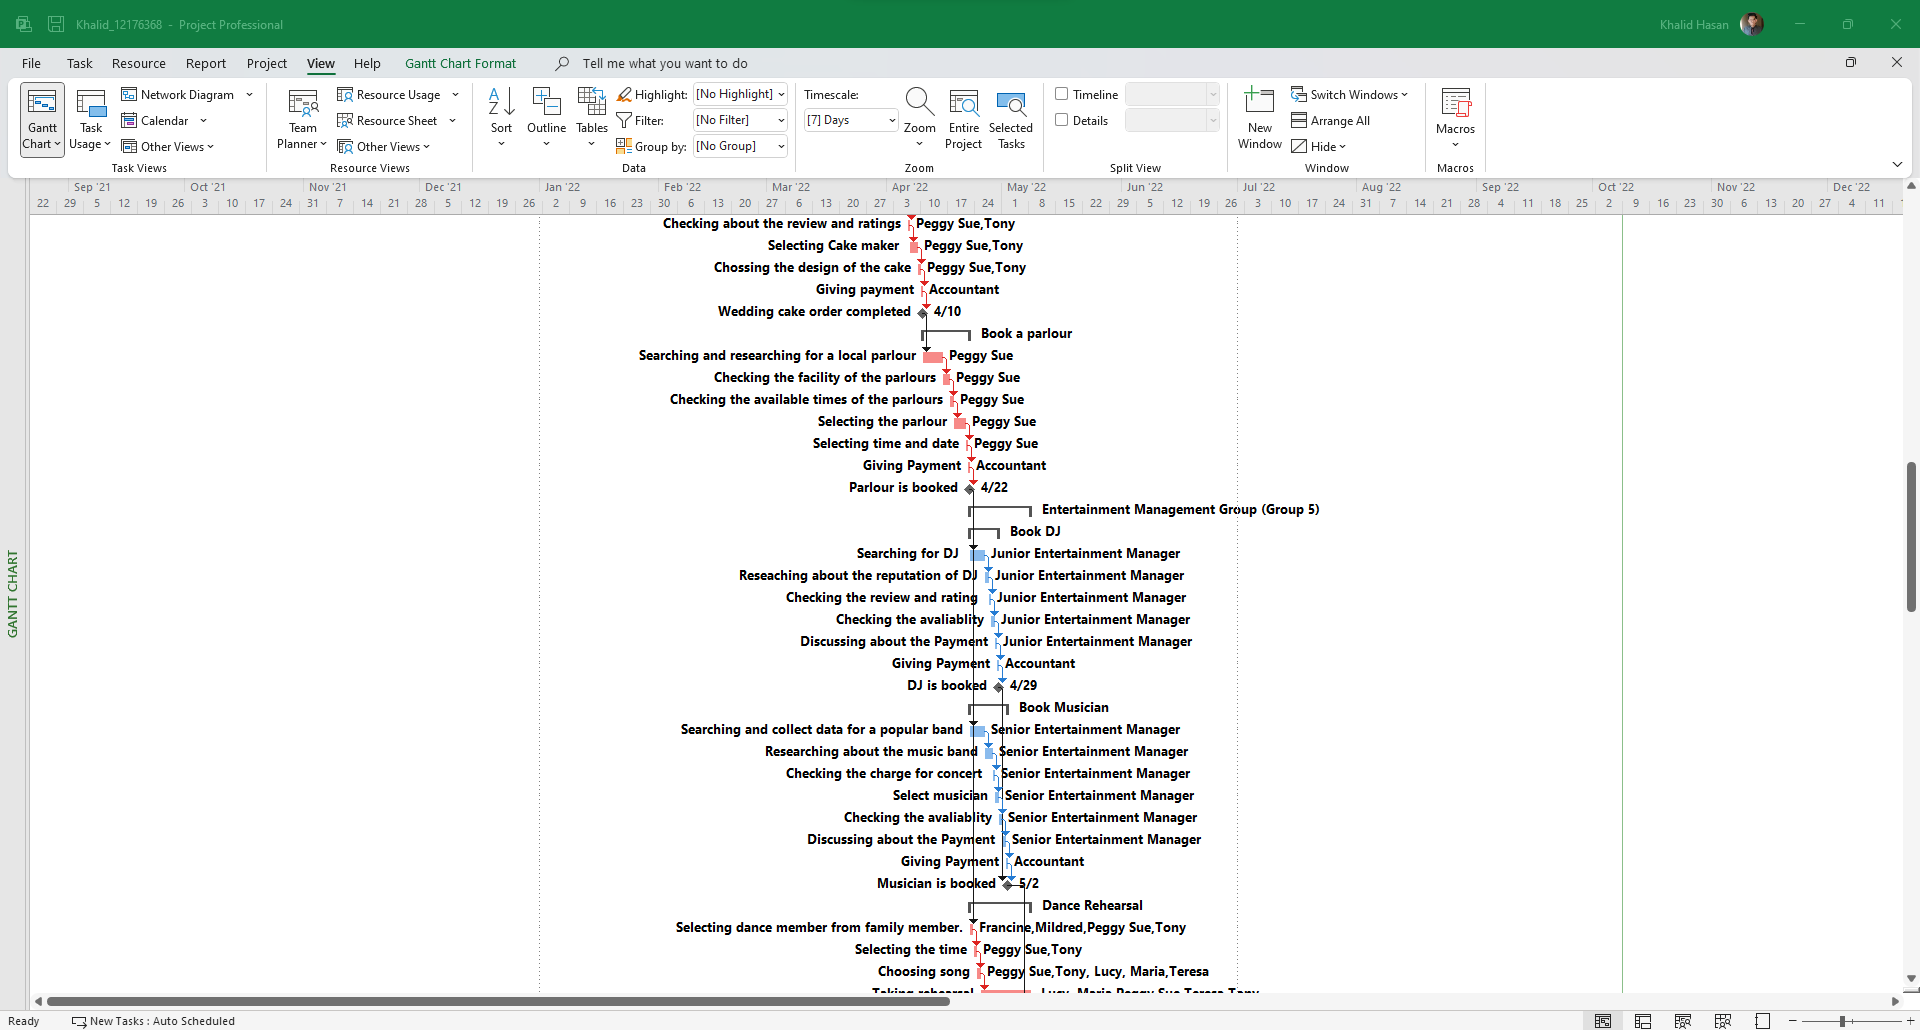 Khalid_12176368 - Project Professional
Khalid Hasan
File Task Resource Report Project View Help Gantt Chart Format Tell me what you want to do
Gantt Chart
Task Usage
Network Diagram
Calendar
Other Views
Task Views
Team Planner
Resource Usage
Resource Sheet
Other Views
Resource Views
Sort
Outline
Tables
Highlight: [No Highlight]
Filter: [No Filter]
Group by: [No Group]
Data
Timescale:
[7] Days
Zoom
Entire Project
Selected Tasks
Zoom
Timeline
Details
Split View
New Window
Switch Windows
Arrange All
Hide
Window
Macros
Macros
Sep '21 Oct '21 Nov '21 Dec '21 Jan '22 Feb '22 Mar '22 Apr '22 May '22 Jun '22 Jul '22 Aug '22 Sep '22 Oct '22 Nov '22 Dec '22
22 29 5 12 19 26 3 10 17 24 31 7 14 21 28 5 12 19 26 2 9 16 23 30 6 13 20 27 6 13 20 27 3 10 17 24 1 8 15 22 29 5 12 19 26 3 10 17 24 31 7 14 21 28 4 11 18 25 2 9 16 23 30 6 13 20 27 4 11
Checking about the review and ratings Peggy Sue,Tony
Selecting Cake maker Peggy Sue,Tony
Chossing the design of the cake Peggy Sue,Tony
Giving payment Accountant
Wedding cake order completed 4/10
Book a parlour
Searching and researching for a local parlour Peggy Sue
Checking the facility of the parlours Peggy Sue
Checking the available times of the parlours Peggy Sue
Selecting the parlour Peggy Sue
Selecting time and date Peggy Sue
Giving Payment Accountant
Parlour is booked 4/22
Entertainment Management Group (Group 5)
Book DJ
Searching for DJ Junior Entertainment Manager
Reseaching about the reputation of DJ Junior Entertainment Manager
Checking the review and rating Junior Entertainment Manager
Checking the avaliablity Junior Entertainment Manager
Discussing about the Payment Junior Entertainment Manager
Giving Payment Accountant
DJ is booked 4/29
Book Musician
Searching and collect data for a popular band Senior Entertainment Manager
Researching about the music band Senior Entertainment Manager
Checking the charge for concert Senior Entertainment Manager
Select musician Senior Entertainment Manager
Checking the avaliablity Senior Entertainment Manager
Discussing about the Payment Senior Entertainment Manager
Giving Payment Accountant
Musician is booked 5/2
Dance Rehearsal
Selecting dance member from family member. Francine,Mildred,Peggy Sue,Tony
Selecting the time Peggy Sue,Tony
Choosing song Peggy Sue,Tony, Lucy, Maria,Teresa
Taking rehearsal Lucy, Maria,Peggy Sue,Teresa,Tony
GANTT CHART
Ready New Tasks : Auto Scheduled